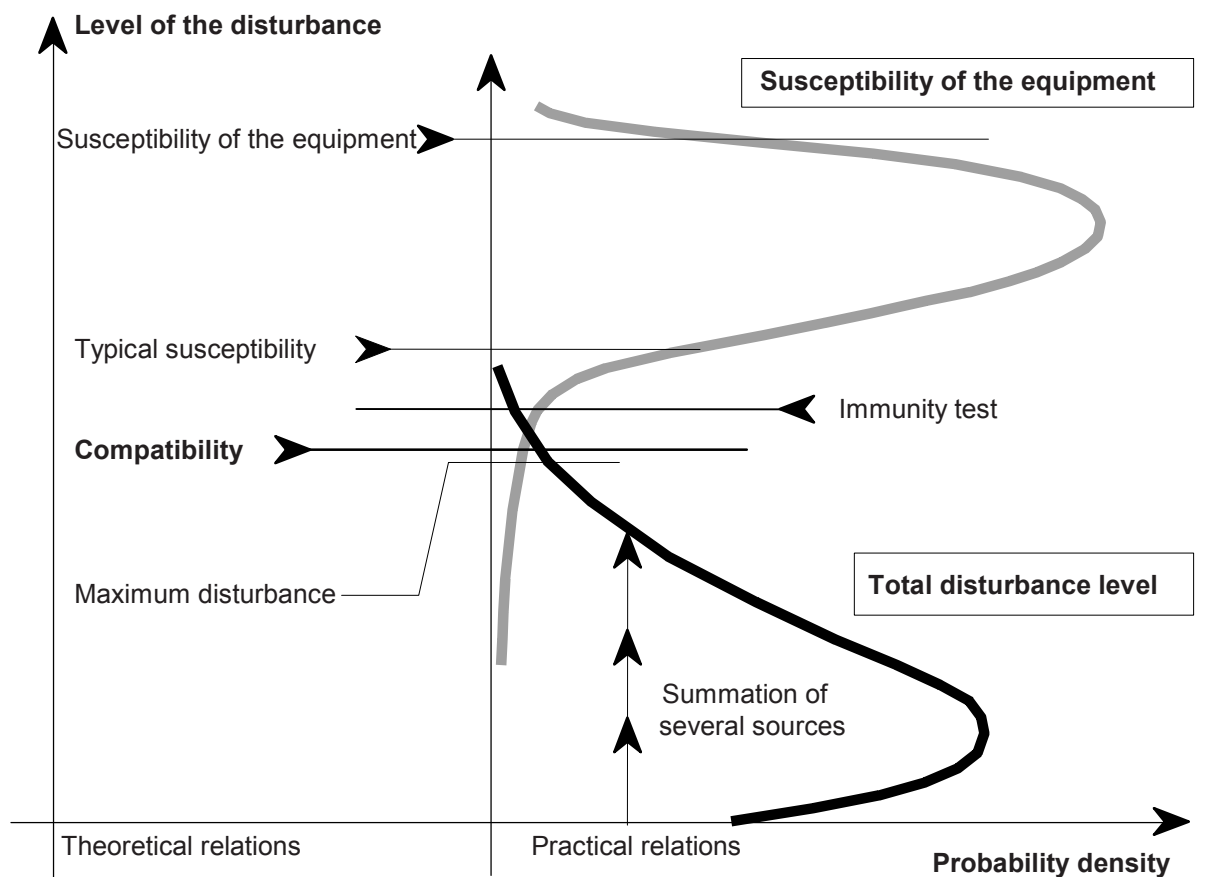 Level of the disturbance
Susceptibility of the equipment
Susceptibility of the equipment
Typical susceptibility
Immunity test
Compatibility
Maximum disturbance
Total disturbance level
Summation of
several sources
Theoretical relations
Practical relations
Probability density